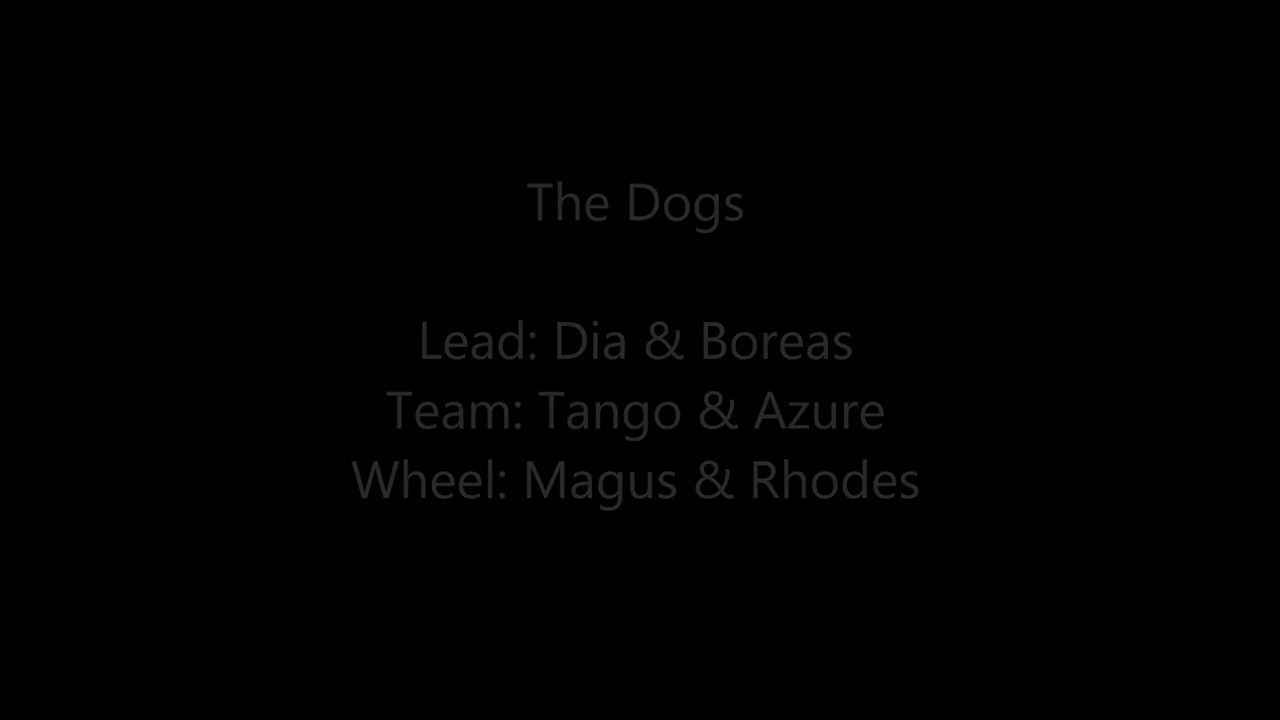 The Dogs
Lead: Dia & Boreas
Team: Tango & Azure
Wheel: Magus & Rhodes